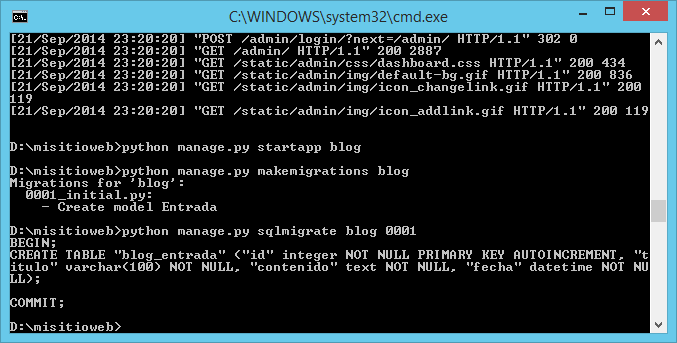 C:\WINDOWS\system32\cmd.exe
[21/Sep/2014 23:20:20] "POST /admin/login/?next=/admin/ HTTP/1.1" 302 0
[21/Sep/2014 23:20:20] "GET /admin/ HTTP/1.1" 200 2887
[21/Sep/2014 23:20:20] "GET /static/admin/css/dashboard.css HTTP/1.1" 200 434
[21/Sep/2014 23:20:20] "GET /static/admin/img/default-bg.gif HTTP/1.1" 200 836
[21/Sep/2014 23:20:20] "GET /static/admin/img/icon_changelink.gif HTTP/1.1" 200
119
[21/Sep/2014 23:20:20] "GET /static/admin/img/icon_addlink.gif HTTP/1.1" 200 119
D:\misitioweb>python manage.py startapp blog
D:\misitioweb>python manage.py makemigrations blog
Migrations for 'blog':
  0001_initial.py:
    - Create model Entrada
D:\misitioweb>python manage.py sqlmigrate blog 0001
BEGIN;
CREATE TABLE "blog_entrada" ("id" integer NOT NULL PRIMARY KEY AUTOINCREMENT, "t
itulo" varchar(100) NOT NULL, "contenido" text NOT NULL, "fecha" datetime NOT NU
LL);
COMMIT;
D:\misitioweb>